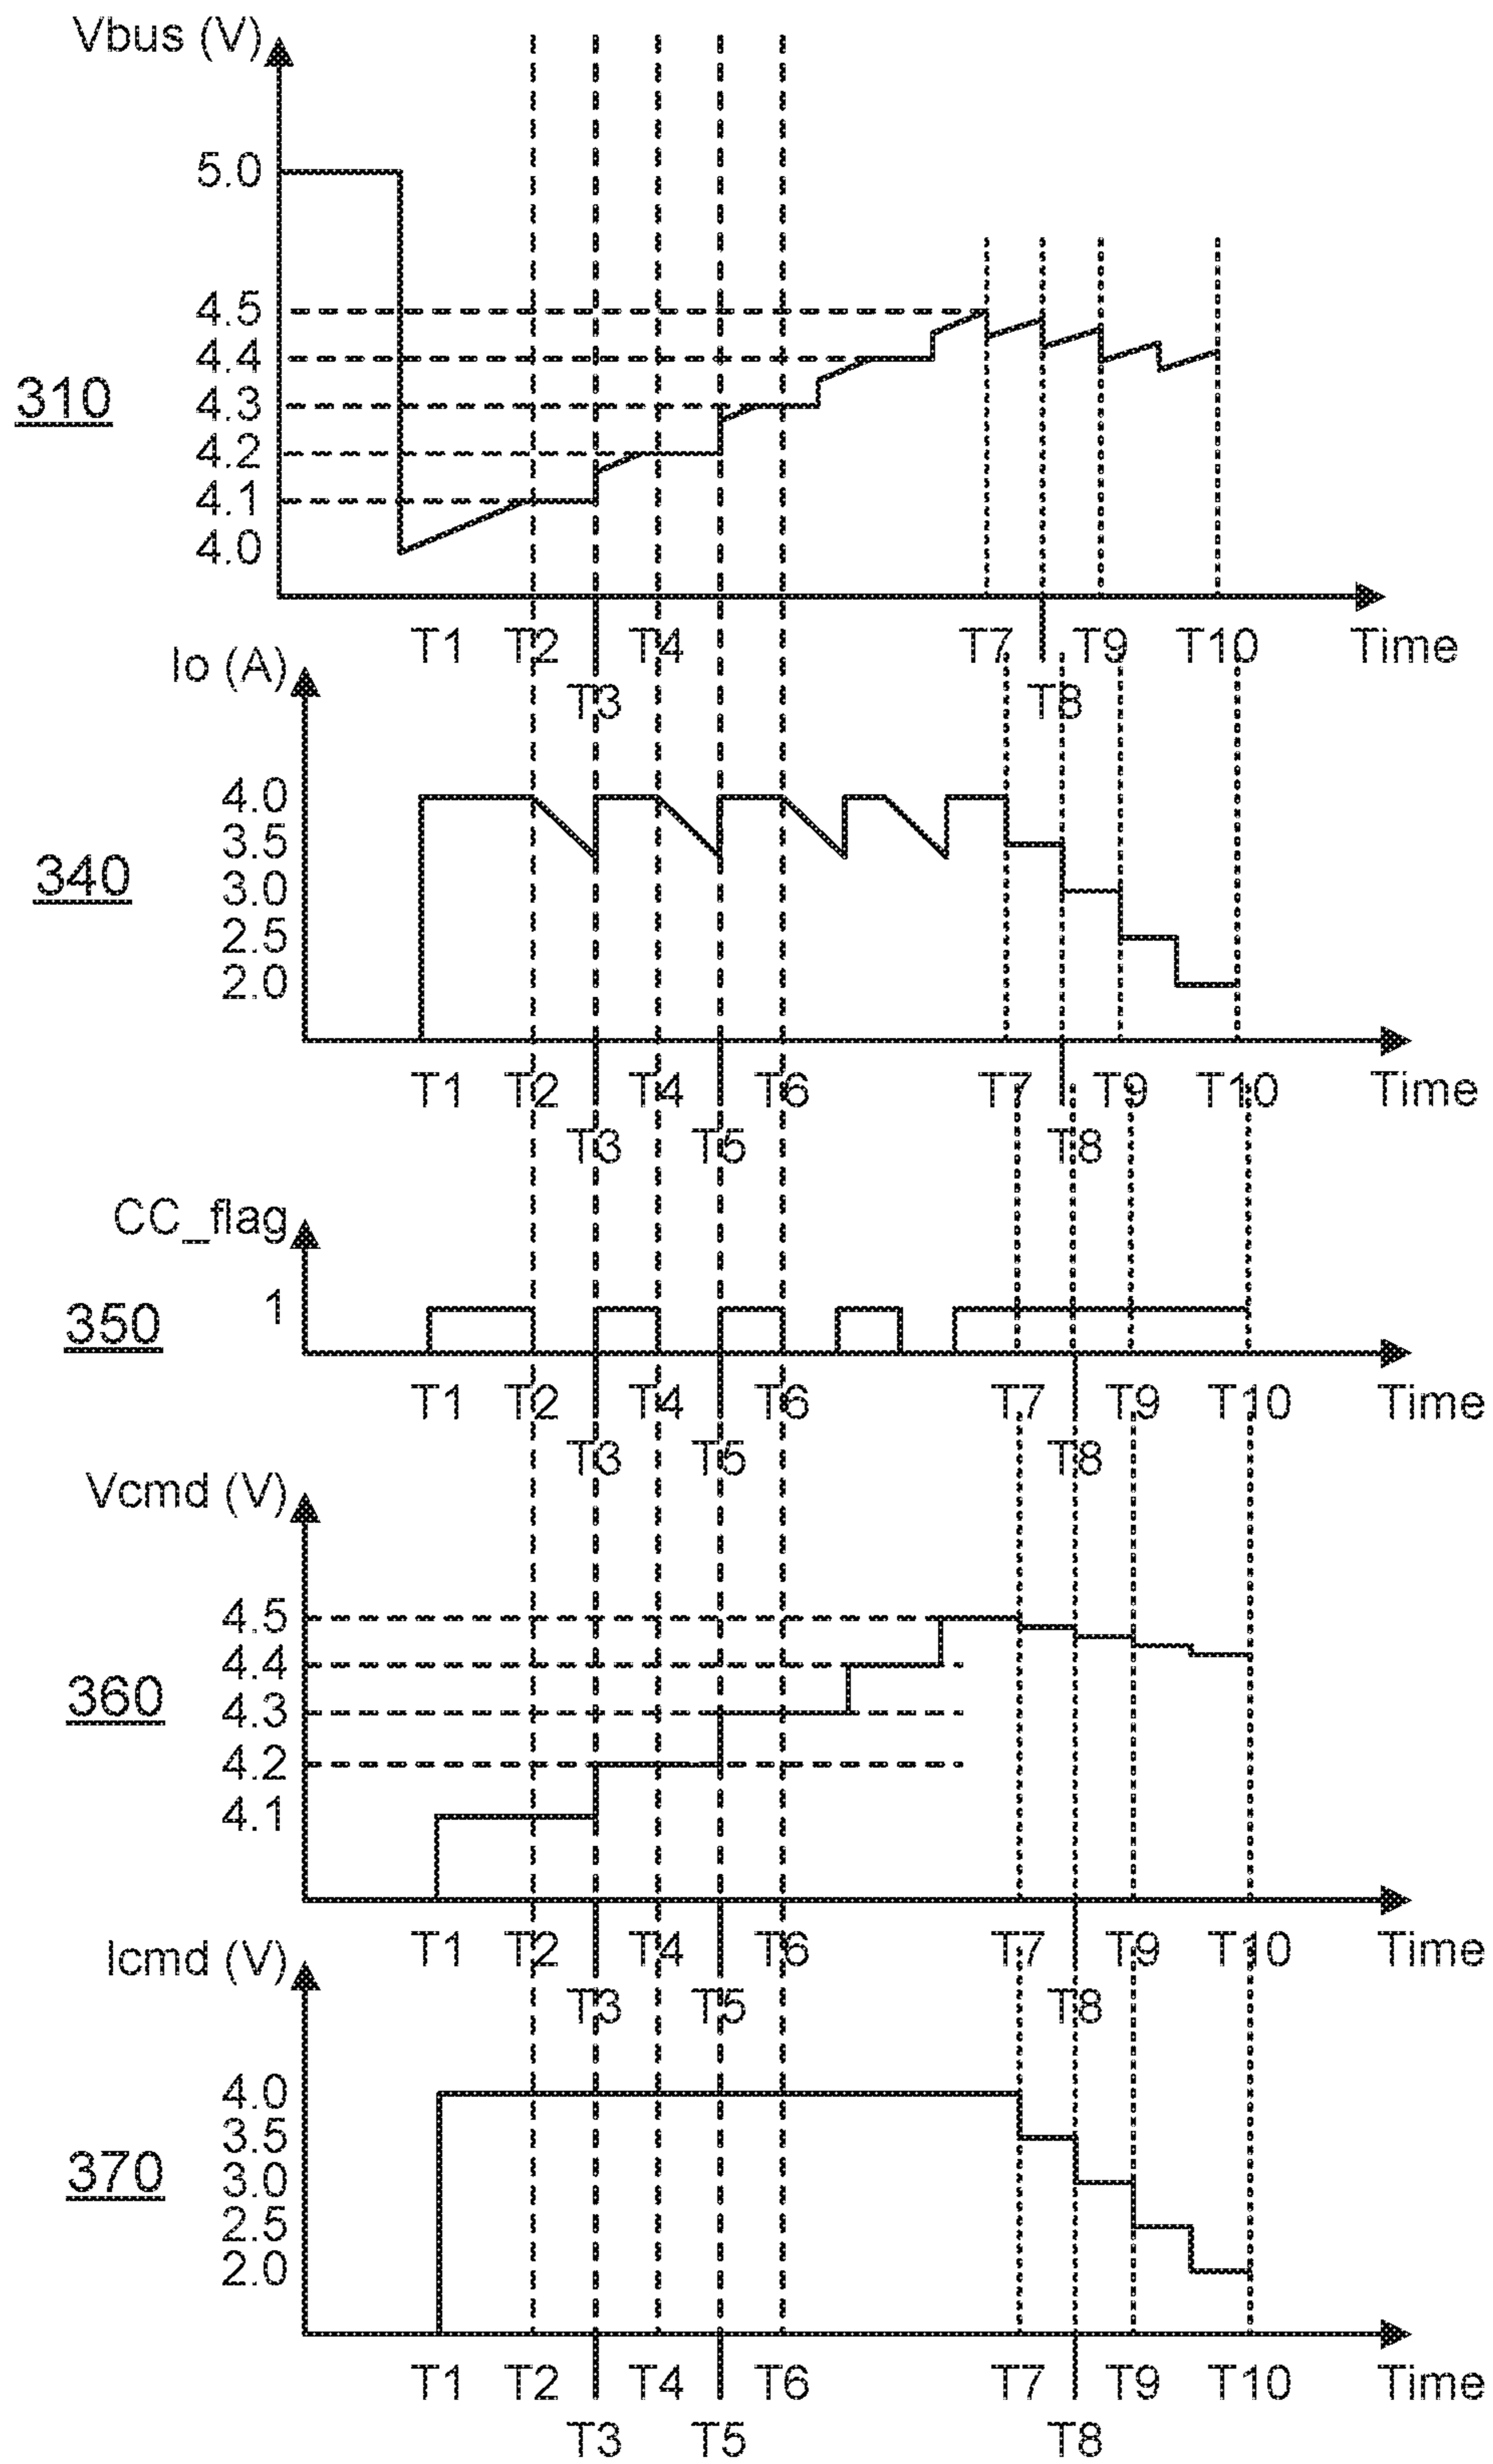 Vbus (V)
5.0
4.5
4.4
310
4.3
4.2
4.1
4.0
T1 T2 T4 T7 T9 T10 Time
T3 T8
Io (A)
4.0
3.5
340
3.0
2.5
2.0
T1 T2 T4 T6 T7 T9 T10 Time
T3 T5 T8
CC_flag
350
1
T1 T2 T4 T6 T7 T9 T10 Time
T3 T5 T8
Vcmd (V)
4.5
4.4
360
4.3
4.2
4.1
T1 T2 T4 T6 T7 T9 T10 Time
T3 T5 T8
Icmd (V)
4.0
3.5
370
3.0
2.5
2.0
T1 T2 T4 T6 T7 T9 T10 Time
T3 T5 T8